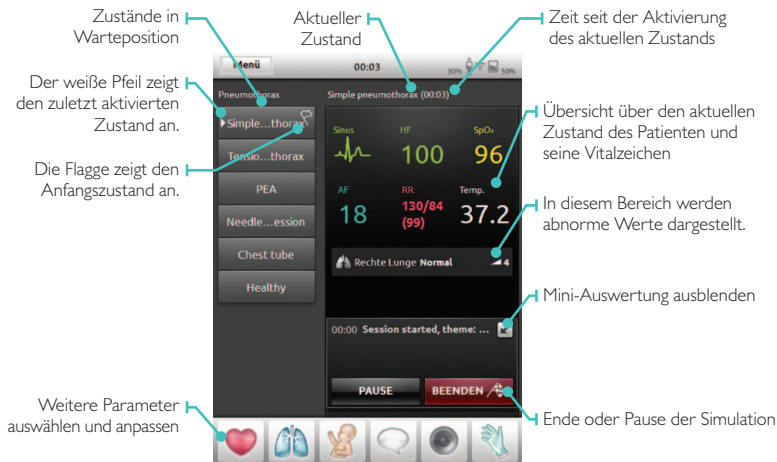 Zustände in
Warteposition
Aktueller
Zustand
Zeit seit der Aktivierung
des aktuellen Zustands
Der weiße Pfeil zeigt
den zuletzt aktivierten
Zustand an.
Die Flagge zeigt den
Anfangszustand an.
Menü
00:03
50%
50%
Pneumothorax
Simple pneumothorax (00:03)
Simple...thorax
Tensio...thorax
PEA
Needle...ession
Chest tube
Healthy
Sinus
HF
SpO₂
100
96
AF
RR
Temp.
18
130/84
(99)
37.2
Rechte Lunge Normal
4
00:00 Session started, theme: ...
PAUSE
BEENDEN
Übersicht über den aktuellen
Zustand des Patienten und
seine Vitalzeichen
In diesem Bereich werden
abnorme Werte dargestellt.
Mini-Auswertung ausblenden
Weitere Parameter
auswählen und anpassen
Ende oder Pause der Simulation